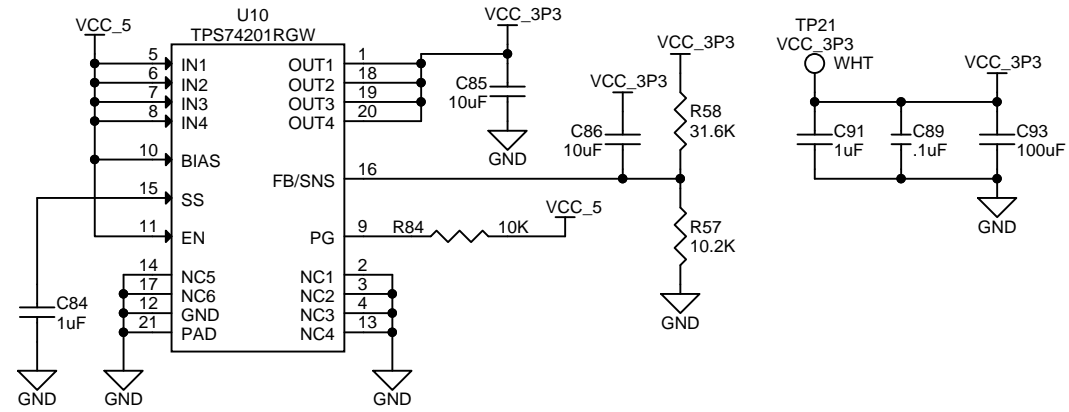 VCC_5
U10
TPS74201RGW
5
IN1
6
IN2
7
IN3
8
IN4
10
BIAS
15
SS
11
EN
14
NC5
17
NC6
12
GND
21
PAD
1
OUT1
18
OUT2
19
OUT3
20
OUT4
16
FB/SNS
9
PG
2
NC1
3
NC2
4
NC3
13
NC4
C84
1uF
GND
GND
GND
VCC_3P3
C85
10uF
GND
VCC_3P3
C86
10uF
VCC_3P3
R58
31.6K
R84
10K
VCC_5
R57
10.2K
GND
TP21
VCC_3P3
WHT
VCC_3P3
C91
1uF
C89
.1uF
C93
100uF
GND